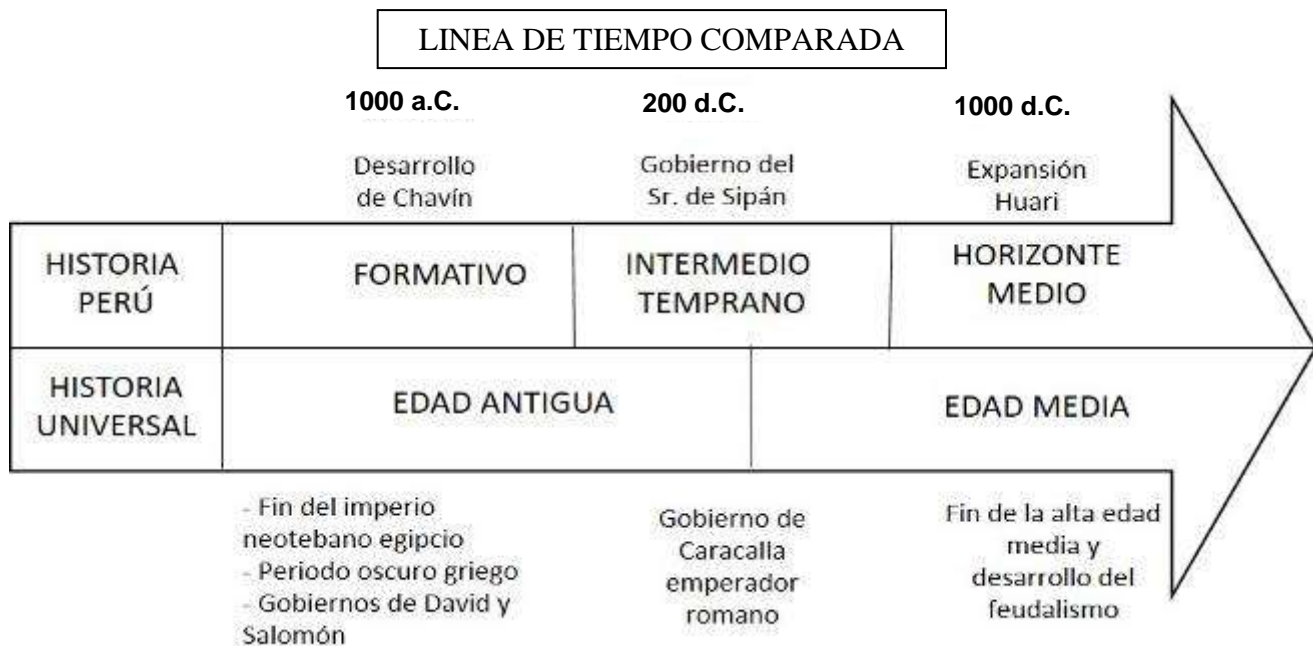 LINEA DE TIEMPO COMPARADA
1000 a.C.
200 d.C.
1000 d.C.
Desarrollo
de Chavín
Gobierno del
Sr. de Sipán
Expansión
Huari
HISTORIA
PERÚ
FORMATIVO
INTERMEDIO
TEMPRANO
HORIZONTE
MEDIO
HISTORIA
UNIVERSAL
EDAD ANTIGUA
EDAD MEDIA
- Fin del imperio
neotebano egipcio
- Periodo oscuro griego
- Gobiernos de David y
Salomón
Gobierno de
Caracalla
emperador
romano
Fin de la alta edad
media y
desarrollo del
feudalismo